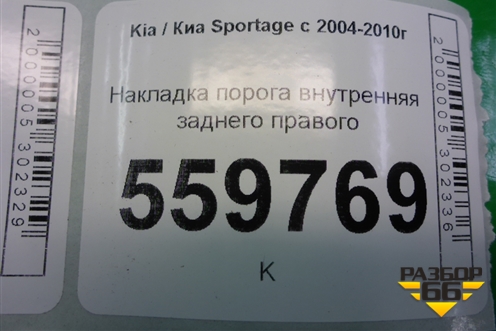 Kia / Киа Sportage с 2004-2010г
Накладка порога внутренняя
заднего правого
559769
K
2000005302329
2000005302336
РАЗБОР
66